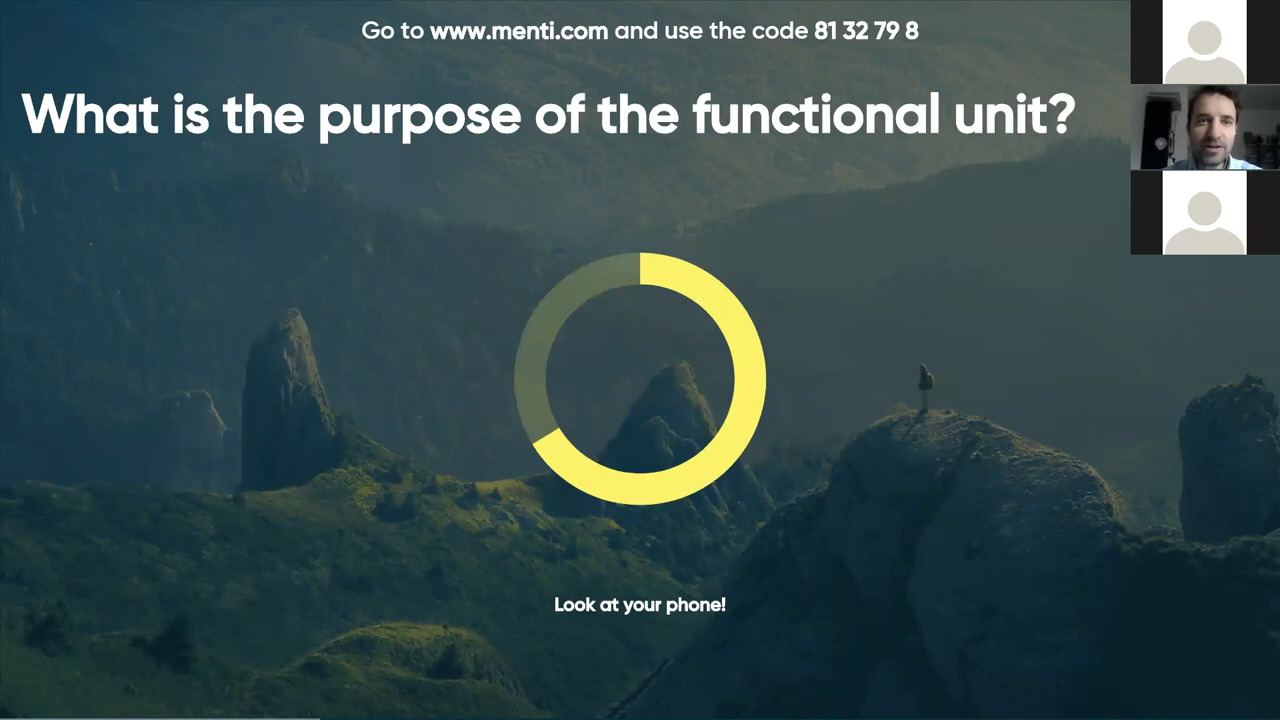 Go to www.menti.com and use the code 81 32 79 8
What is the purpose of the functional unit?
Look at your phone!